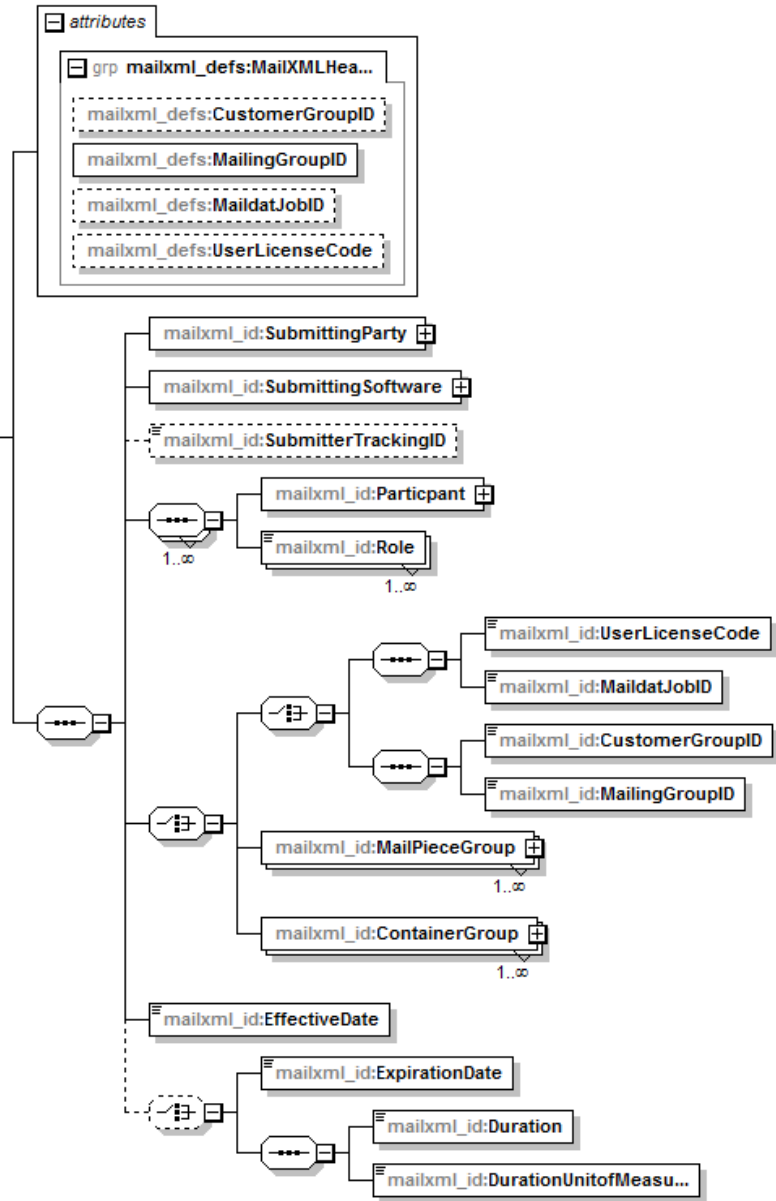 attributes
grp mailxml_defs:MailXMLHea...
mailxml_defs:CustomerGroupID
mailxml_defs:MailingGroupID
mailxml_defs:MaildatJobID
mailxml_defs:UserLicenseCode
mailxml_id:SubmittingParty
mailxml_id:SubmittingSoftware
mailxml_id:SubmitterTrackingID
mailxml_id:Particpant
1..∞
mailxml_id:Role
1..∞
mailxml_id:UserLicenseCode
mailxml_id:MaildatJobID
mailxml_id:CustomerGroupID
mailxml_id:MailingGroupID
mailxml_id:MailPieceGroup
1..∞
mailxml_id:ContainerGroup
1..∞
mailxml_id:EffectiveDate
mailxml_id:ExpirationDate
mailxml_id:Duration
mailxml_id:DurationUnitofMeasu...